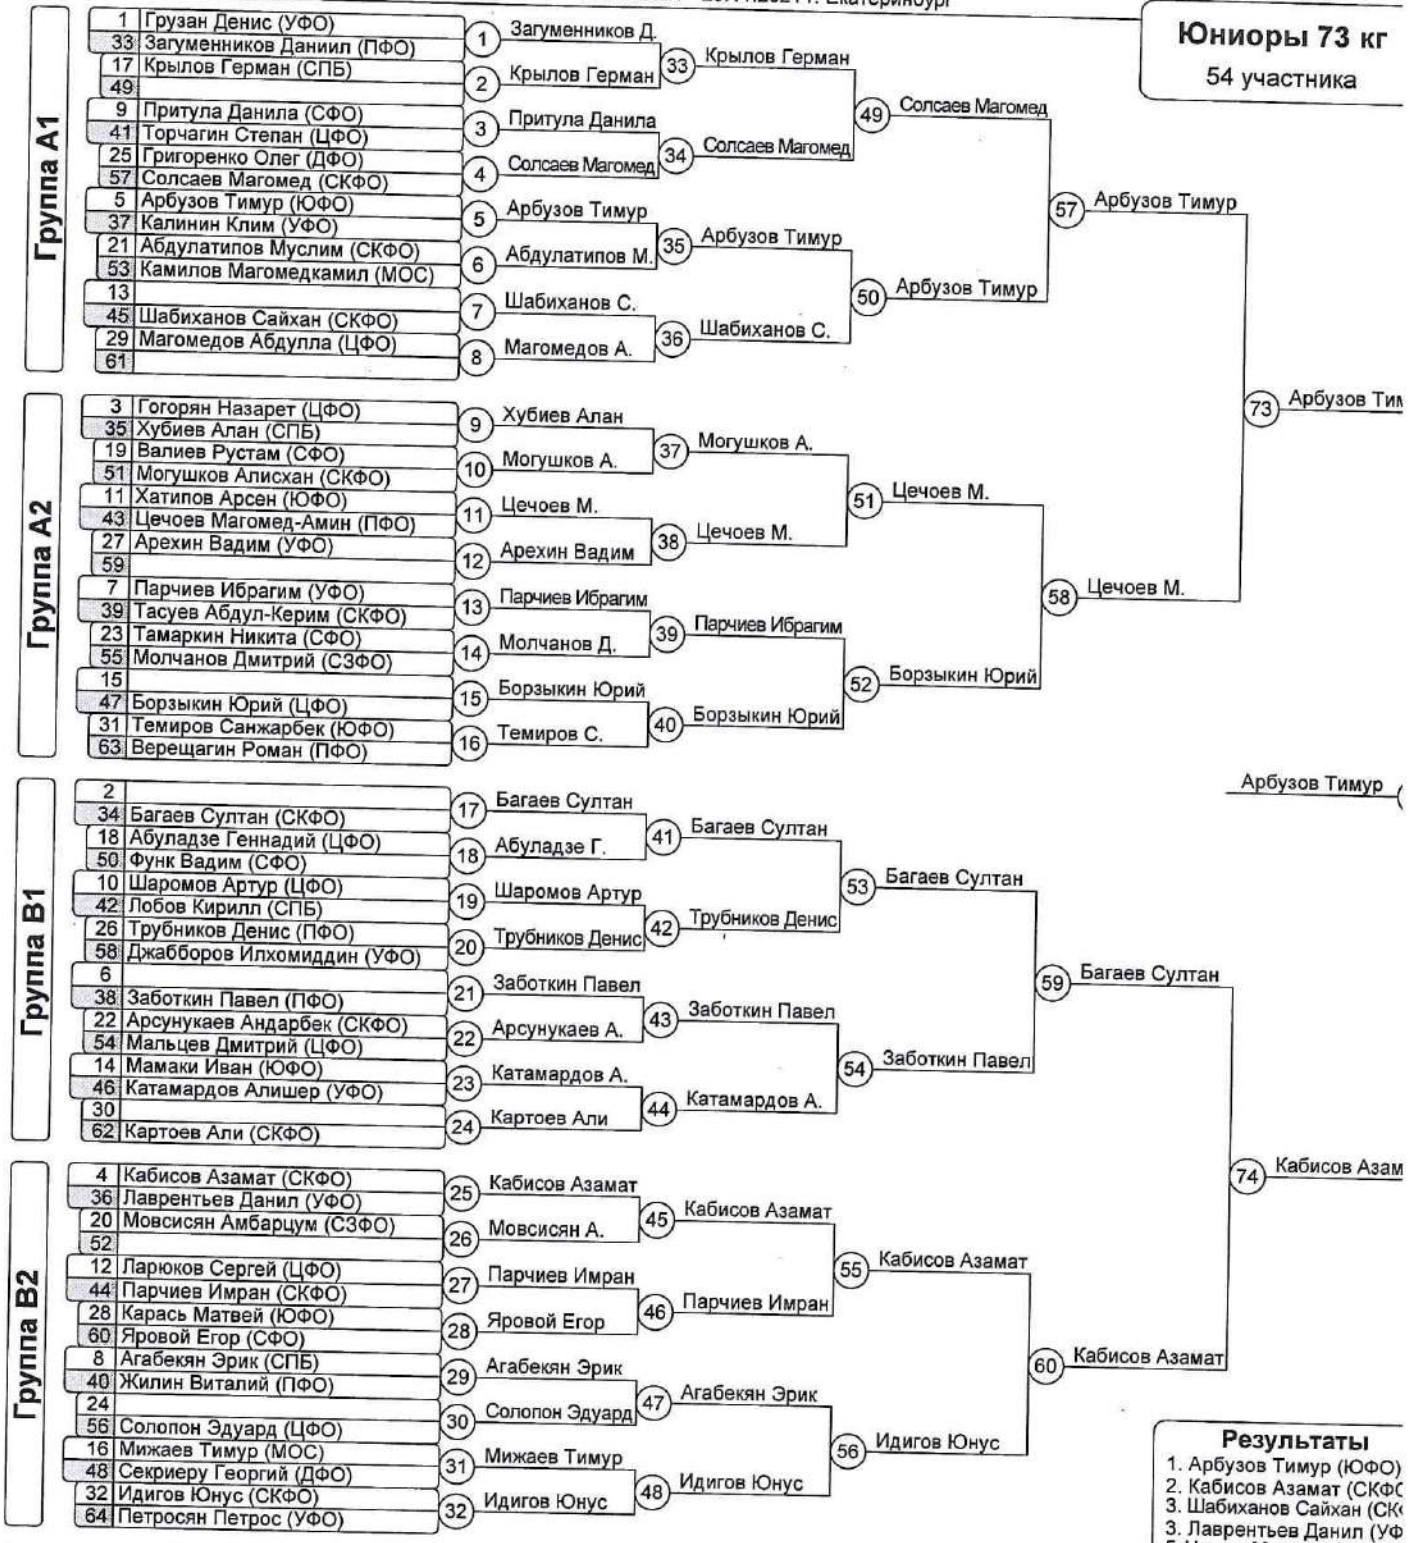 Екатеринбург
Юниоры 73 кг
54 участника
Группа A1
1 Грузан Денис (УФО)
33 Загуменников Даниил (ПФО)
17 Крылов Герман (СПБ)
49
9 Притула Данила (СФО)
41 Торчагин Степан (ЦФО)
25 Григоренко Олег (ДФО)
57 Солсаев Магомед (СКФО)
5 Арбузов Тимур (ЮФО)
37 Калинин Клим (УФО)
21 Абдулатипов Муслим (СКФО)
53 Камилов Магомедкамил (МОС)
13
45 Шабиханов Сайхан (СКФО)
29 Магомедов Абдулла (ЦФО)
61
1 Загуменников Д.
2 Крылов Герман
3 Притула Данила
4 Солсаев Магомед
5 Арбузов Тимур
6 Абдулатипов М.
7 Шабиханов С.
8 Магомедов А.
33 Крылов Герман
34 Солсаев Магомед
35 Арбузов Тимур
36 Шабиханов С.
49 Солсаев Магомед
50 Арбузов Тимур
57 Арбузов Тимур
Группа A2
3 Гогорян Назарет (ЦФО)
35 Хубиев Алан (СПБ)
19 Валиев Рустам (СФО)
51 Могушков Алисхан (СКФО)
11 Хатипов Арсен (ЮФО)
43 Цечоев Магомед-Амин (ПФО)
27 Арехин Вадим (УФО)
59
7 Парчиев Ибрагим (УФО)
39 Тасуев Абдул-Керим (СКФО)
23 Тамаркин Никита (СФО)
55 Молчанов Дмитрий (СЗФО)
15
47 Борзыкин Юрий (ЦФО)
31 Темиров Санжарбек (ЮФО)
63 Верещагин Роман (ПФО)
9 Хубиев Алан
10 Могушков А.
11 Цечоев М.
12 Арехин Вадим
13 Парчиев Ибрагим
14 Молчанов Д.
15 Борзыкин Юрий
16 Темиров С.
37 Могушков А.
38 Цечоев М.
39 Парчиев Ибрагим
40 Борзыкин Юрий
51 Цечоев М.
52 Борзыкин Юрий
58 Цечоев М.
73 Арбузов
Группа B1
2
34 Багаев Султан (СКФО)
18 Абуладзе Геннадий (ЦФО)
50 Функ Вадим (СФО)
10 Шаромов Артур (ЦФО)
42 Лобов Кирилл (СПБ)
26 Трубников Денис (ПФО)
58 Джабборов Илхомиддин (УФО)
6
38 Заботкин Павел (ПФО)
22 Арсунукаев Андарбек (СКФО)
54 Мальцев Дмитрий (ЦФО)
14 Мамаки Иван (ЮФО)
46 Катамардов Алишер (УФО)
30
62 Картоев Али (СКФО)
17 Багаев Султан
18 Абуладзе Г.
19 Шаромов Артур
20 Трубников Денис
21 Заботкин Павел
22 Арсунукаев А.
23 Катамардов А.
24 Картоев Али
41 Багаев Султан
42 Трубников Денис
43 Заботкин Павел
44 Катамардов А.
53 Багаев Султан
54 Заботкин Павел
59 Багаев Султан
Арбузов Тимур
Группа B2
4 Кабисов Азамат (СКФО)
36 Лаврентьев Данил (УФО)
20 Мовсисян Амбарцум (СЗФО)
52
12 Ларюков Сергей (ЦФО)
44 Парчиев Имран (СКФО)
28 Карась Матвей (ЮФО)
60 Яровой Егор (СФО)
8 Агабекян Эрик (СПБ)
40 Жилин Виталий (ПФО)
24
56 Солопон Эдуард (ЦФО)
16 Мижаев Тимур (МОС)
48 Секриеру Георгий (ДФО)
32 Идигов Юнус (СКФО)
64 Петросян Петрос (УФО)
25 Кабисов Азамат
26 Мовсисян А.
27 Парчиев Имран
28 Яровой Егор
29 Агабекян Эрик
30 Солопон Эдуард
31 Мижаев Тимур
32 Идигов Юнус
45 Кабисов Азамат
46 Парчиев Имран
47 Агабекян Эрик
48 Идигов Юнус
55 Кабисов Азамат
56 Идигов Юнус
60 Кабисов Азамат
74 Кабисов Азам
Результаты
1. Арбузов Тимур (ЮФО)
2. Кабисов Азамат (СКФО
3. Шабиханов Сайхан (СК
3. Лаврентьев Данил (УФ